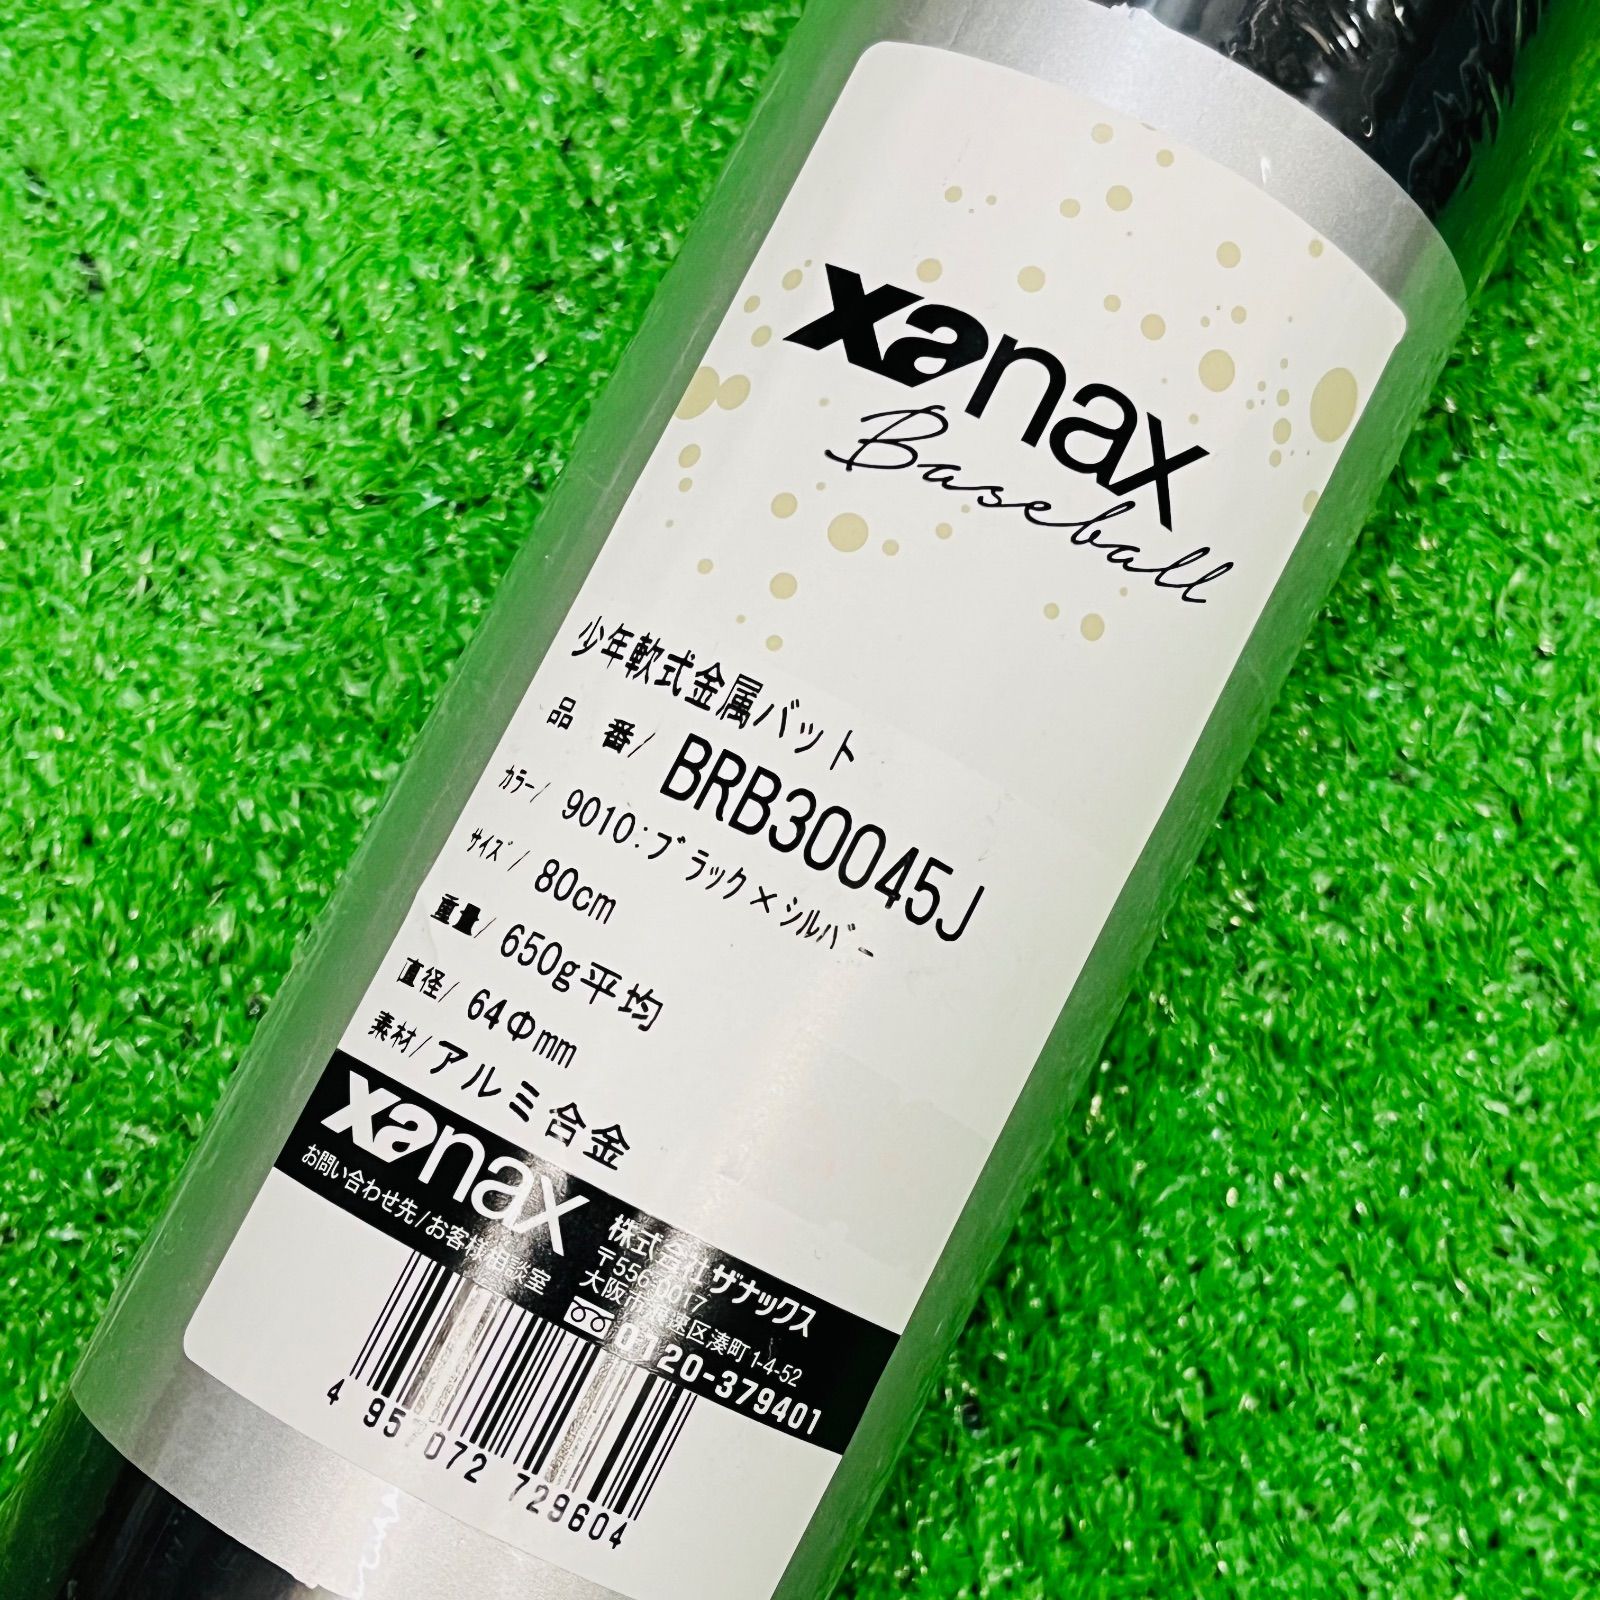 xanax
Baseball
少年軟式金属バット
品 番/ BRB30045J
カラー/ 9010:ブラック×シルバー
サイズ/ 80cm
重量/ 650g平均
直径/ 64Φmm
素材/アルミ合金
xanax
お問い合わせ先/お客様相談室
株式会社 ザナックス
〒556-0017
大阪市浪速区湊町1-4-52
0120-379401
4 957072 729604